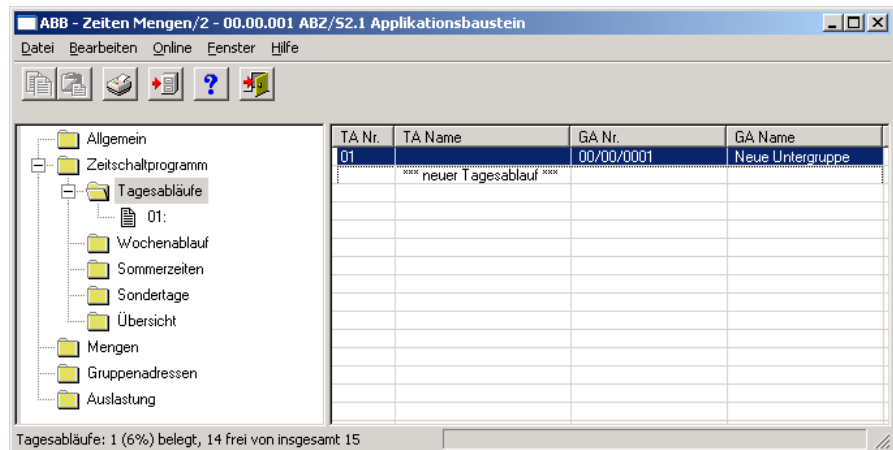 ABB - Zeiten Mengen/2 - 00.00.001 ABZ/S2.1 Applikationsbaustein
Datei Bearbeiten Online Fenster Hilfe
Allgemein
Zeitschaltprogramm
Tagesabläufe
01:
Wochenablauf
Sommerzeiten
Sondertage
Übersicht
Mengen
Gruppenadressen
Auslastung
TA Nr. TA Name GA Nr. GA Name
01 00/00/0001 Neue Untergruppe
*** neuer Tagesablauf ***
Tagesabläufe: 1 (6%) belegt, 14 frei von insgesamt 15